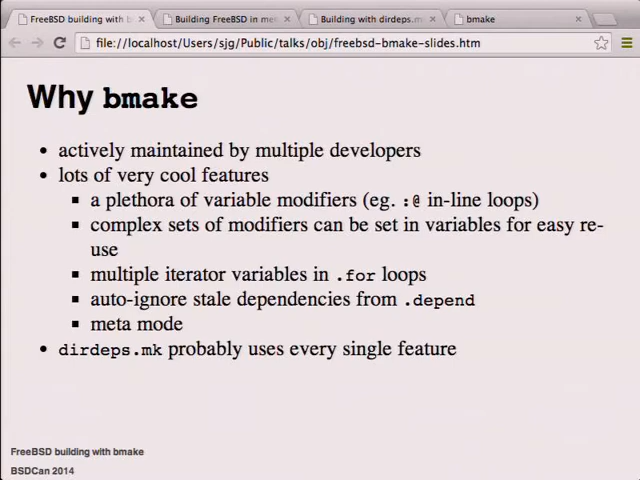 FreeBSD building with b
Building FreeBSD in me
Building with dirdeps.m
bmake
file://localhost/Users/sjg/Public/talks/obj/freebsd-bmake-slides.htm
Why bmake
• actively maintained by multiple developers
• lots of very cool features
▪ a plethora of variable modifiers (eg. :@ in-line loops)
▪ complex sets of modifiers can be set in variables for easy re-
use
▪ multiple iterator variables in .for loops
▪ auto-ignore stale dependencies from .depend
▪ meta mode
• dirdeps.mk probably uses every single feature
FreeBSD building with bmake
BSDCan 2014